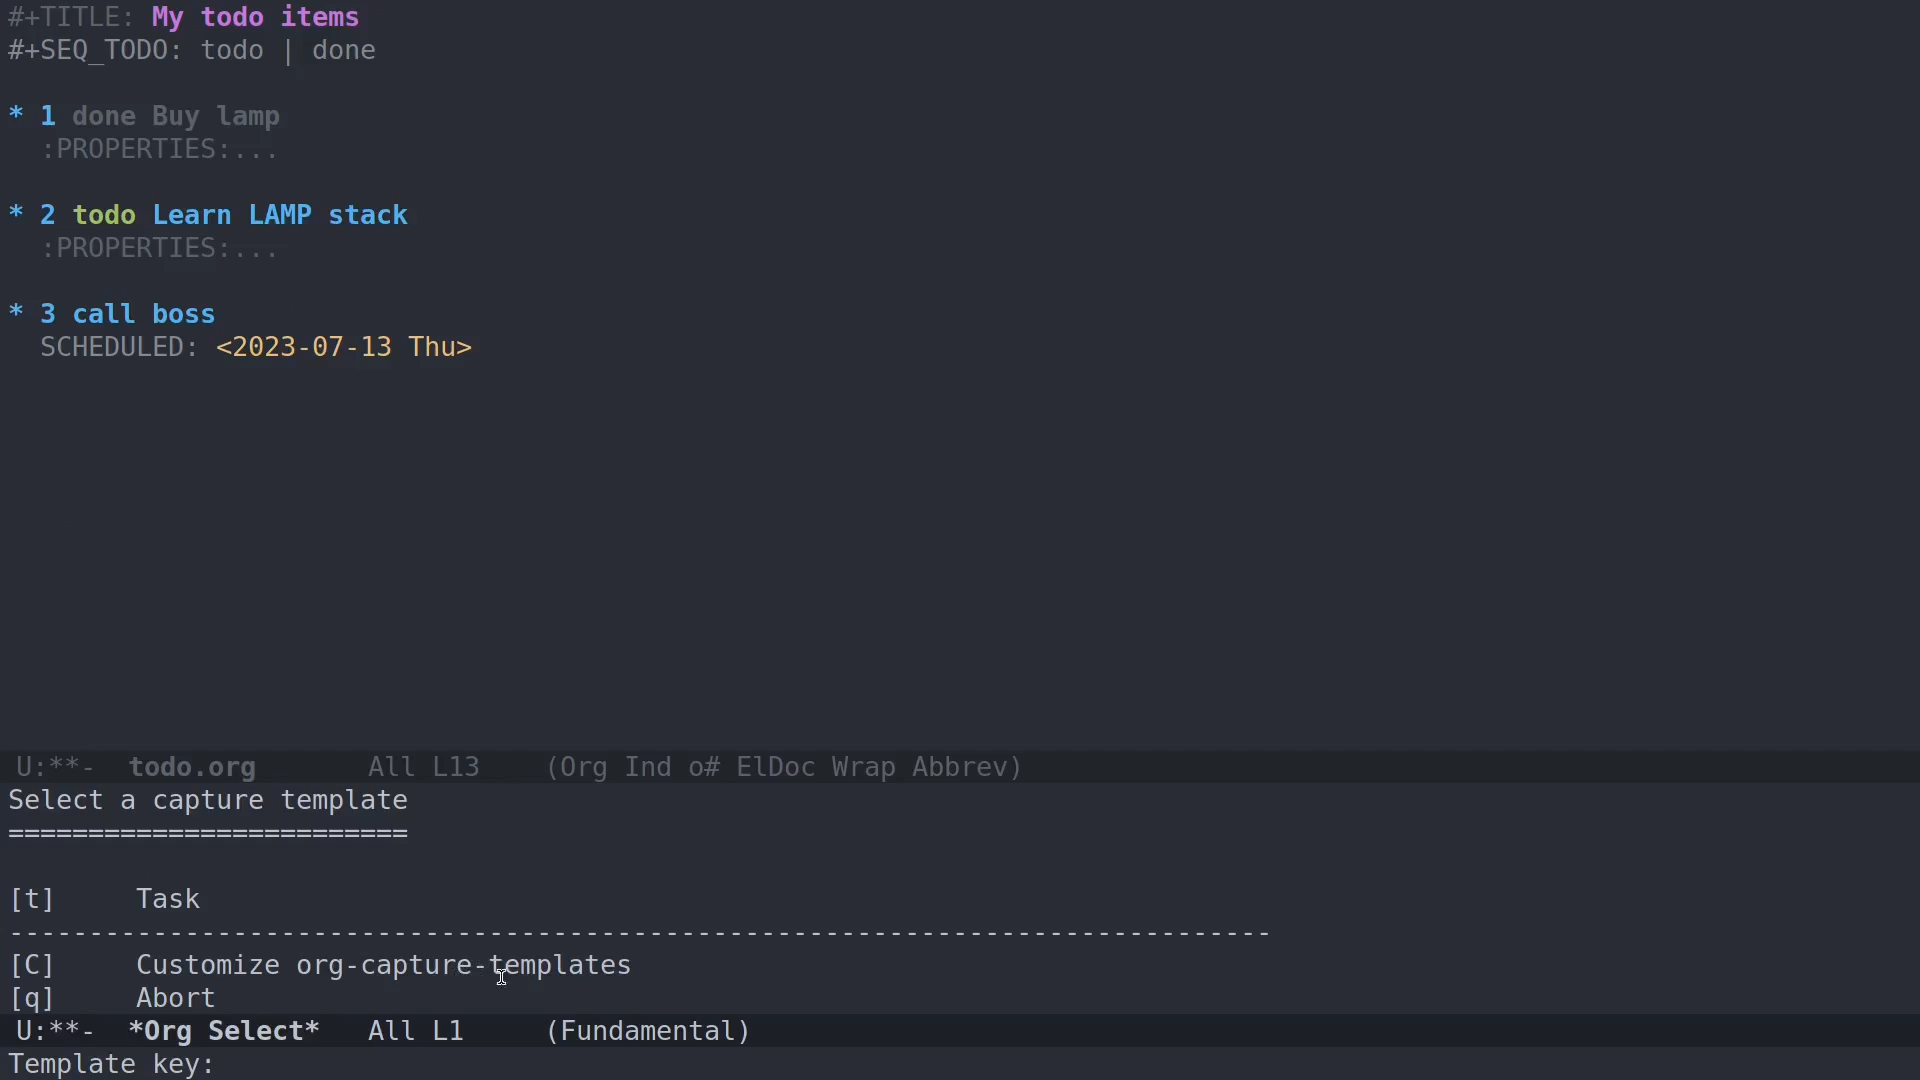 #+TITLE: My todo items
#+SEQ_TODO: todo | done
* 1 done Buy lamp
:PROPERTIES:...
* 2 todo Learn LAMP stack
:PROPERTIES:...
* 3 call boss
SCHEDULED: <2023-07-13 Thu>
U:**-  todo.org       All L13    (Org Ind o# ElDoc Wrap Abbrev)
Select a capture template
=========================
[t]     Task
-------------------------------------------------------------------------------
[C]     Customize org-capture-templates
[q]     Abort
U:**-  *Org Select*   All L1     (Fundamental)
Template key: